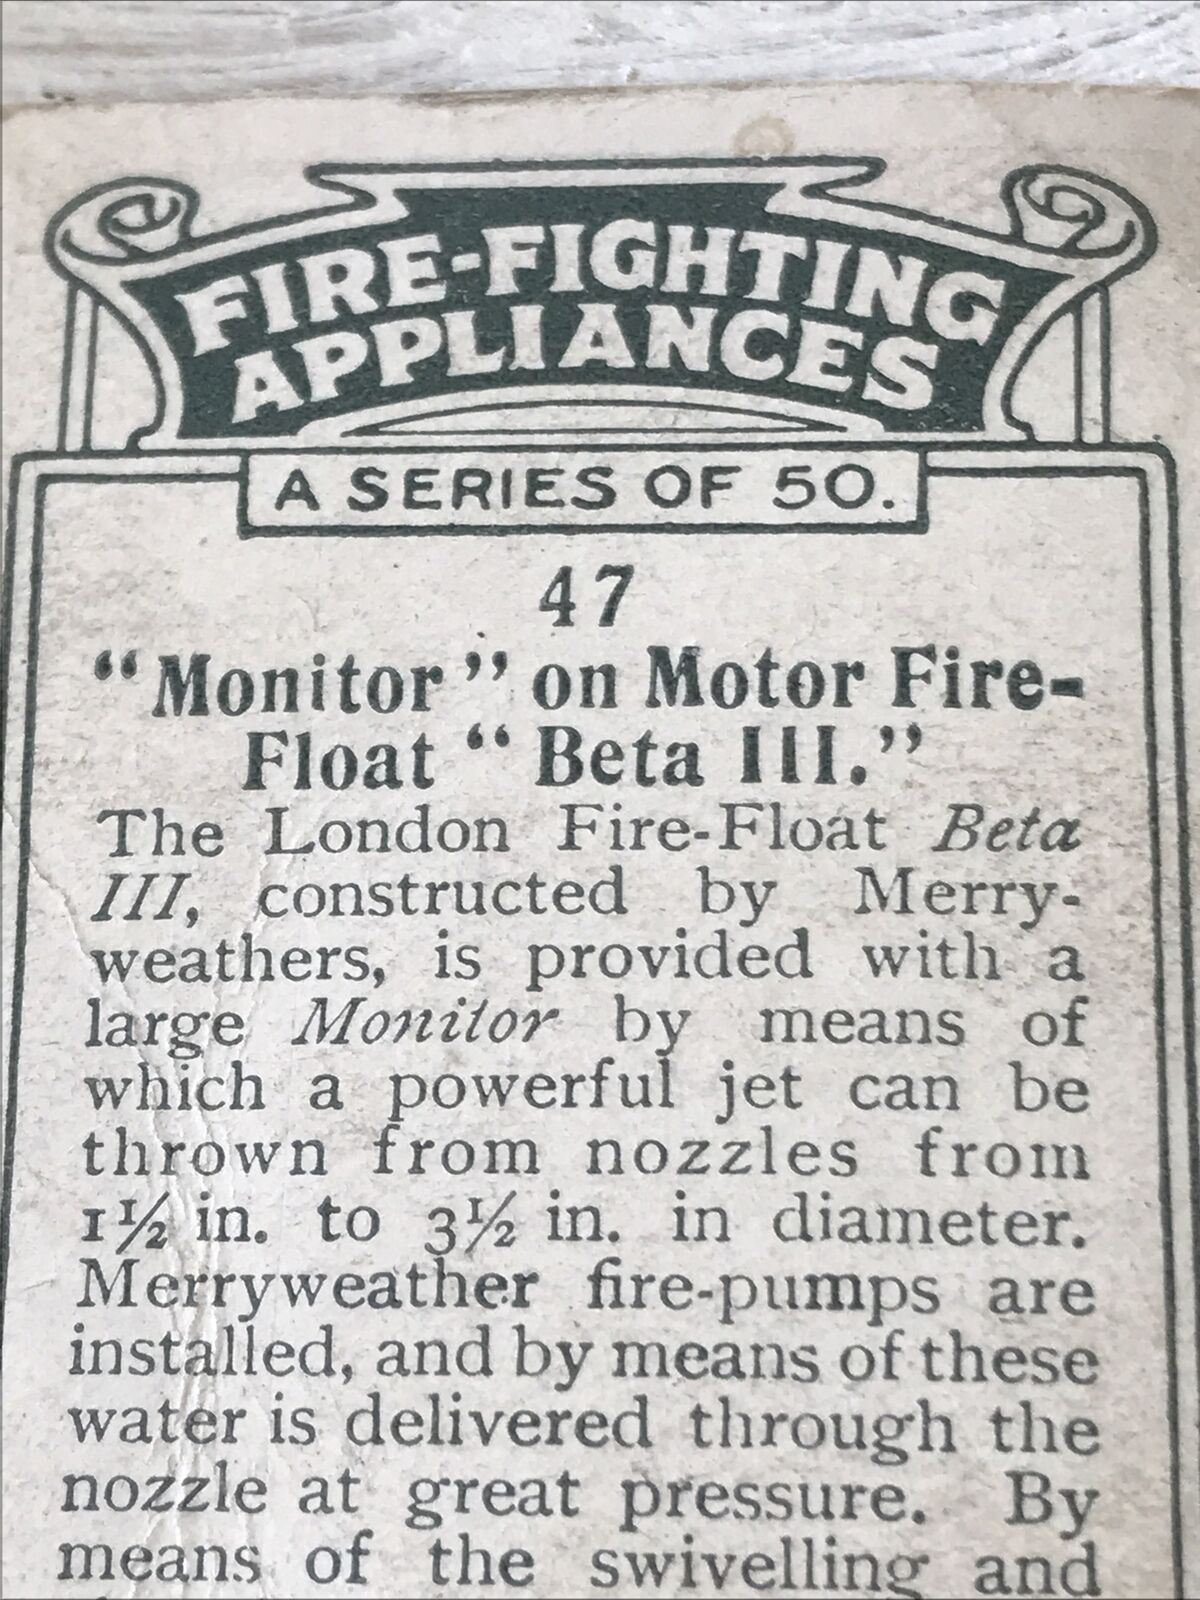 FIRE-FIGHTING
APPLIANCES
A SERIES OF 50.
47
“Monitor” on Motor Fire-
Float “Beta III.”
The London Fire-Float Beta
III, constructed by Merry-
weathers, is provided with a
large Monitor by means of
which a powerful jet can be
thrown from nozzles from
1½ in. to 3½ in. in diameter.
Merryweather fire-pumps are
installed, and by means of these
water is delivered through the
nozzle at great pressure. By
means of the swivelling and